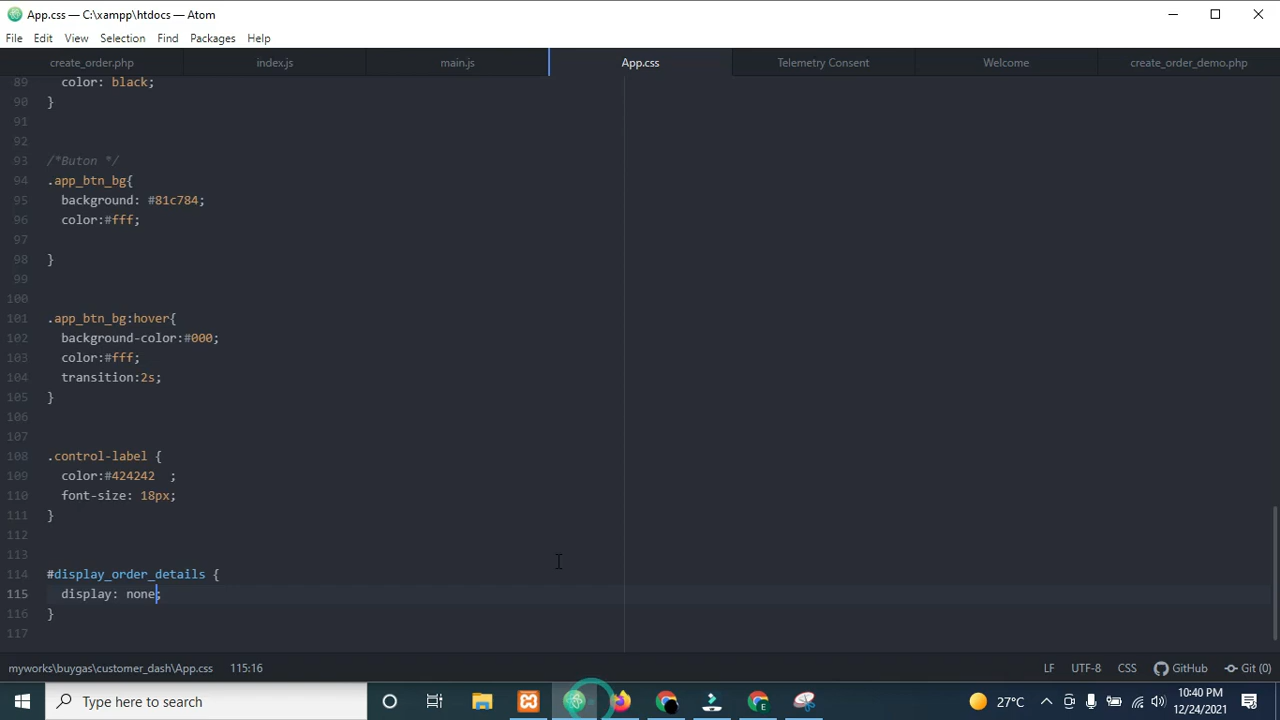 App.css — C:\xampp\htdocs — Atom
File Edit View Selection Find Packages Help
create_order.php index.js main.js App.css Telemetry Consent Welcome create_order_demo.php
89 color: black;
90 }
91
92
93 /*Buton */
94 .app_btn_bg{
95 background: #81c784;
96 color:#fff;
97
98 }
99
100
101 .app_btn_bg:hover{
102 background-color:#000;
103 color:#fff;
104 transition:2s;
105 }
106
107
108 .control-label {
109 color:#424242  ;
110 font-size: 18px;
111 }
112
113
114 #display_order_details {
115 display: none;
116 }
117
myworks\buygas\customer_dash\App.css 115:16 LF UTF-8 CSS GitHub Git (0)
Type here to search 27°C 10:40 PM
12/24/2021